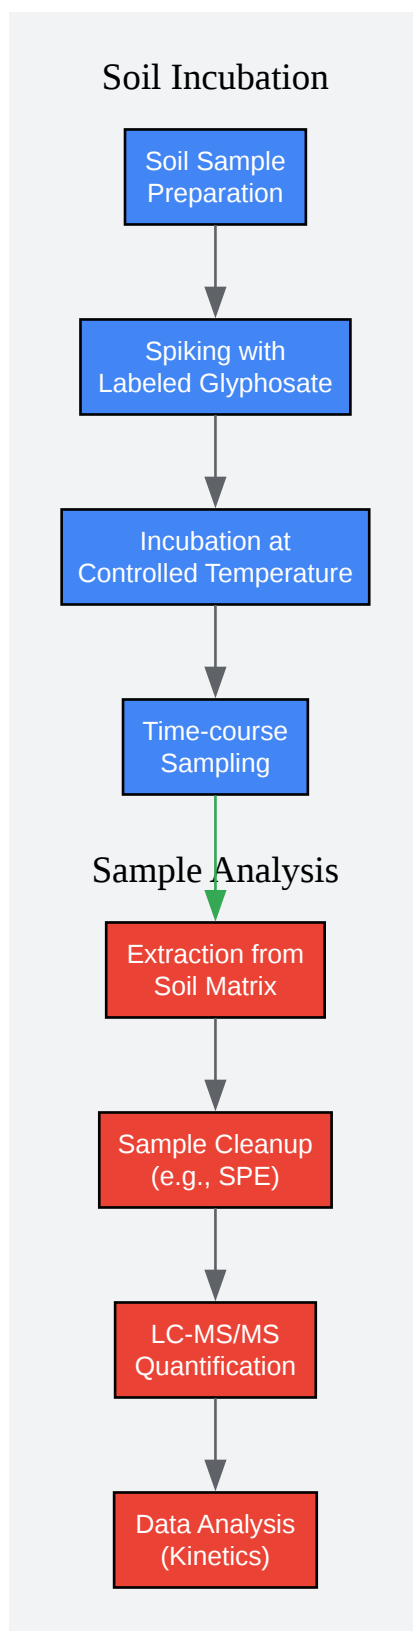 Soil Incubation
Soil Sample
Preparation
Spiking with
Labeled Glyphosate
Incubation at
Controlled Temperature
Time-course
Sampling
Sample Analysis
Extraction from
Soil Matrix
Sample Cleanup
(e.g., SPE)
LC-MS/MS
Quantification
Data Analysis
(Kinetics)